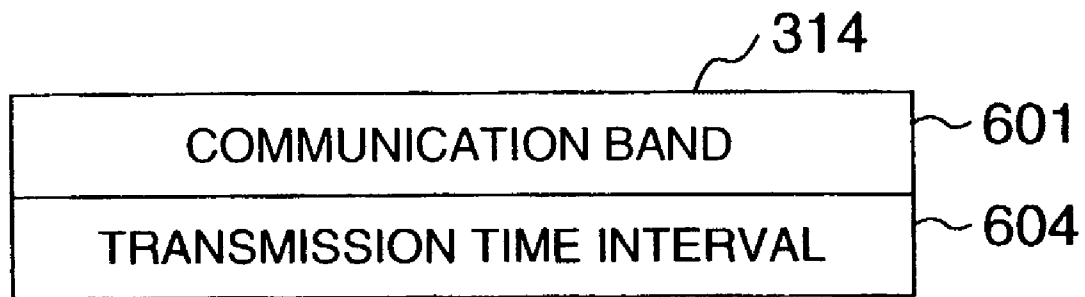 314
COMMUNICATION BAND 601
TRANSMISSION TIME INTERVAL 604